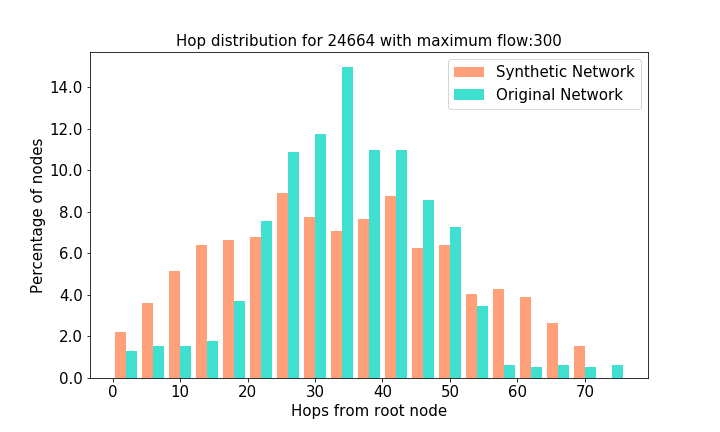 Hop distribution for 24664 with maximum flow:300
Synthetic Network
Original Network
Percentage of nodes
14.0
12.0
10.0
8.0
6.0
4.0
2.0
0.0
0 10 20 30 40 50 60 70
Hops from root node